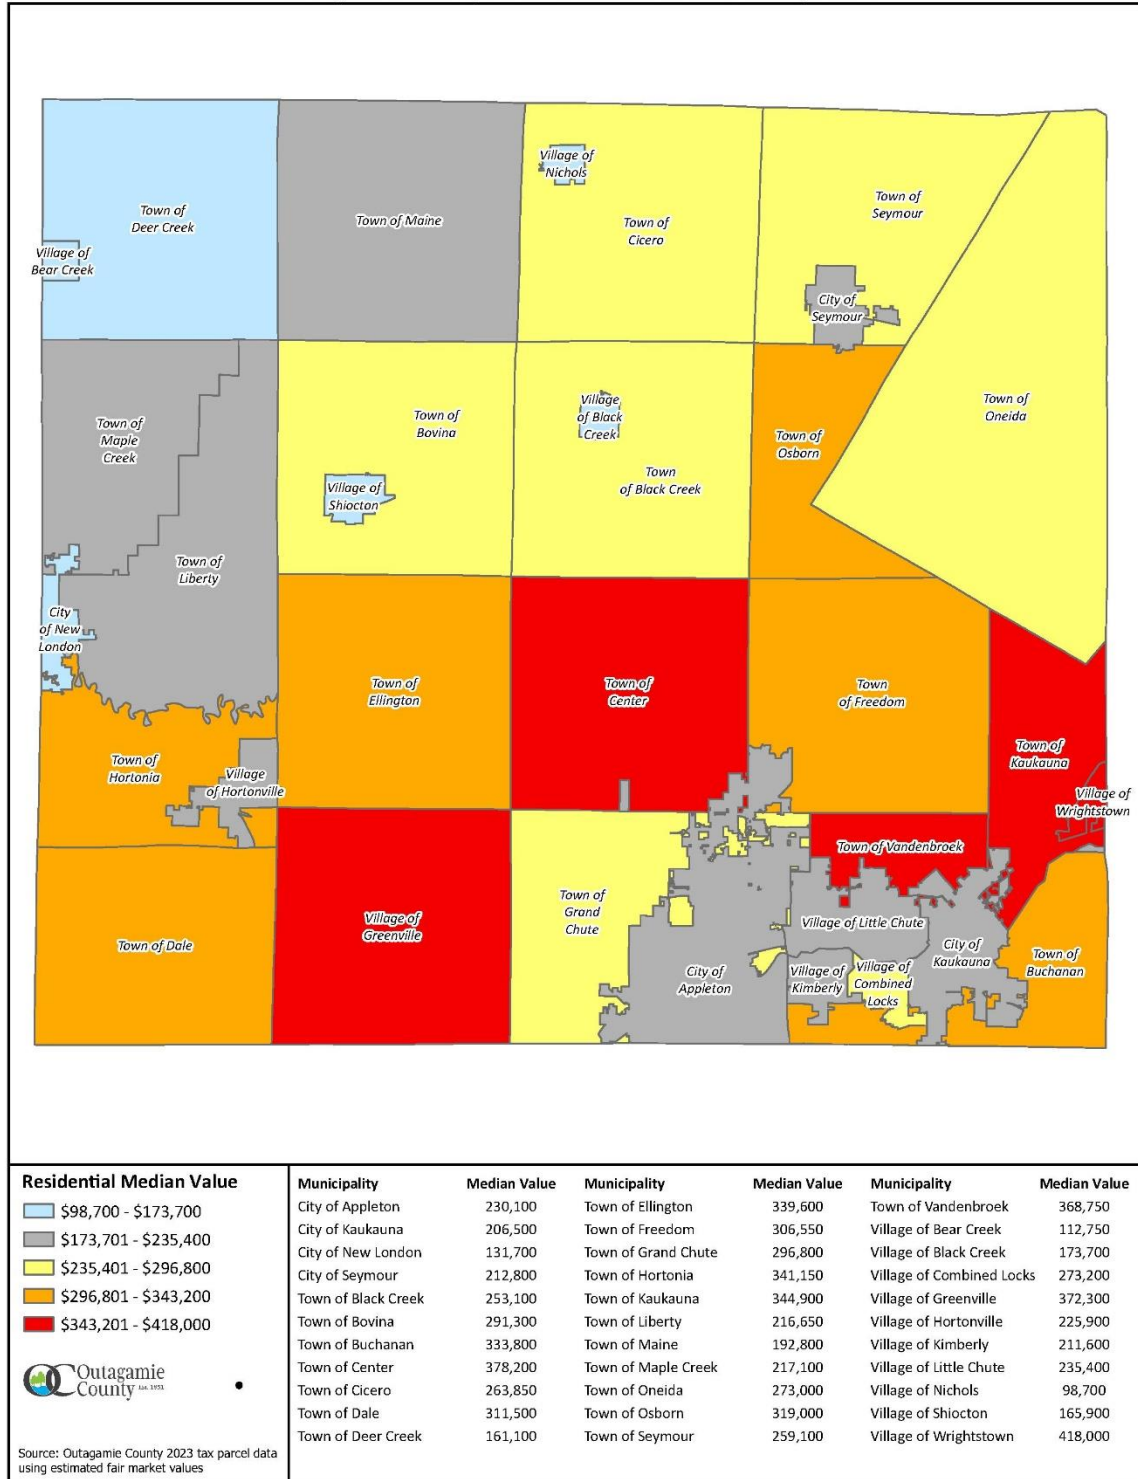 Village of
Nichols
Town of
Seymour
Town of
Deer Creek
Town of Maine
Town of
Cicero
Village of
Bear Creek
City of
Seymour
Town of
Oneida
Town of
Maple
Creek
Town of
Bovina
Village
of Black
Creek
Town of
Osborn
Town
of Black Creek
Village of
Shiocton
Town of
Liberty
City
of New
London
Town of
Ellington
Town of
Center
Town
of Freedom
Town of
Kaukauna
Town of
Hortonia
Village
of Hortonville
Village of
Wrightstown
Town of Vandenbroek
Town of
Grand
Chute
Village of
Greenville
Village of Little Chute
Town of Dale
City of
Kaukauna
Town of
Buchanan
City of
Appleton
Village of
Kimberly
Village of
Combined
Locks
Residential Median Value
$98,700 - $173,700
$173,701 - $235,400
$235,401 - $296,800
$296,801 - $343,200
$343,201 - $418,000
OC Outagamie
County Est. 1851
Source: Outagamie County 2023 tax parcel data
using estimated fair market values
Municipality Median Value Municipality Median Value Municipality Median Value
City of Appleton 230,100 Town of Ellington 339,600 Town of Vandenbroek 368,750
City of Kaukauna 206,500 Town of Freedom 306,550 Village of Bear Creek 112,750
City of New London 131,700 Town of Grand Chute 296,800 Village of Black Creek 173,700
City of Seymour 212,800 Town of Hortonia 341,150 Village of Combined Locks 273,200
Town of Black Creek 253,100 Town of Kaukauna 344,900 Village of Greenville 372,300
Town of Bovina 291,300 Town of Liberty 216,650 Village of Hortonville 225,900
Town of Buchanan 333,800 Town of Maine 192,800 Village of Kimberly 211,600
Town of Center 378,200 Town of Maple Creek 217,100 Village of Little Chute 235,400
Town of Cicero 263,850 Town of Oneida 273,000 Village of Nichols 98,700
Town of Dale 311,500 Town of Osborn 319,000 Village of Shiocton 165,900
Town of Deer Creek 161,100 Town of Seymour 259,100 Village of Wrightstown 418,000